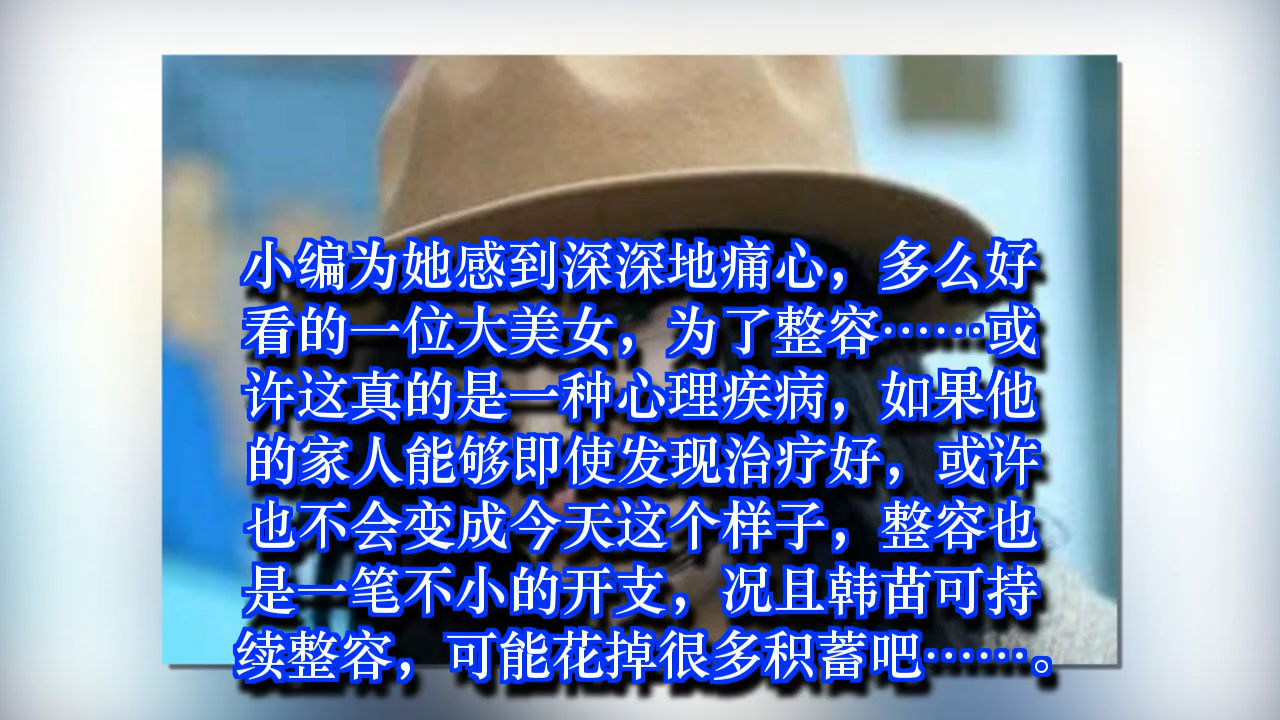 小编为她感到深深地痛心，多么好
看的一位大美女，为了整容……或
许这真的是一种心理疾病，如果他
的家人能够即使发现治疗好，或许
也不会变成今天这个样子，整容也
是一笔不小的开支，况且韩苗可持
续整容，可能花掉很多积蓄吧……。